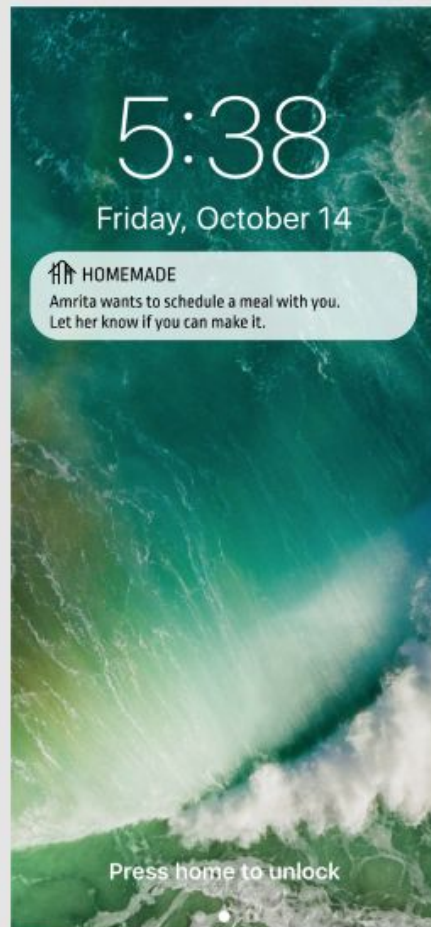 5:38
Friday, October 14
HOMEMADE
Amrita wants to schedule a meal with you.
Let her know if you can make it.
Press home to unlock